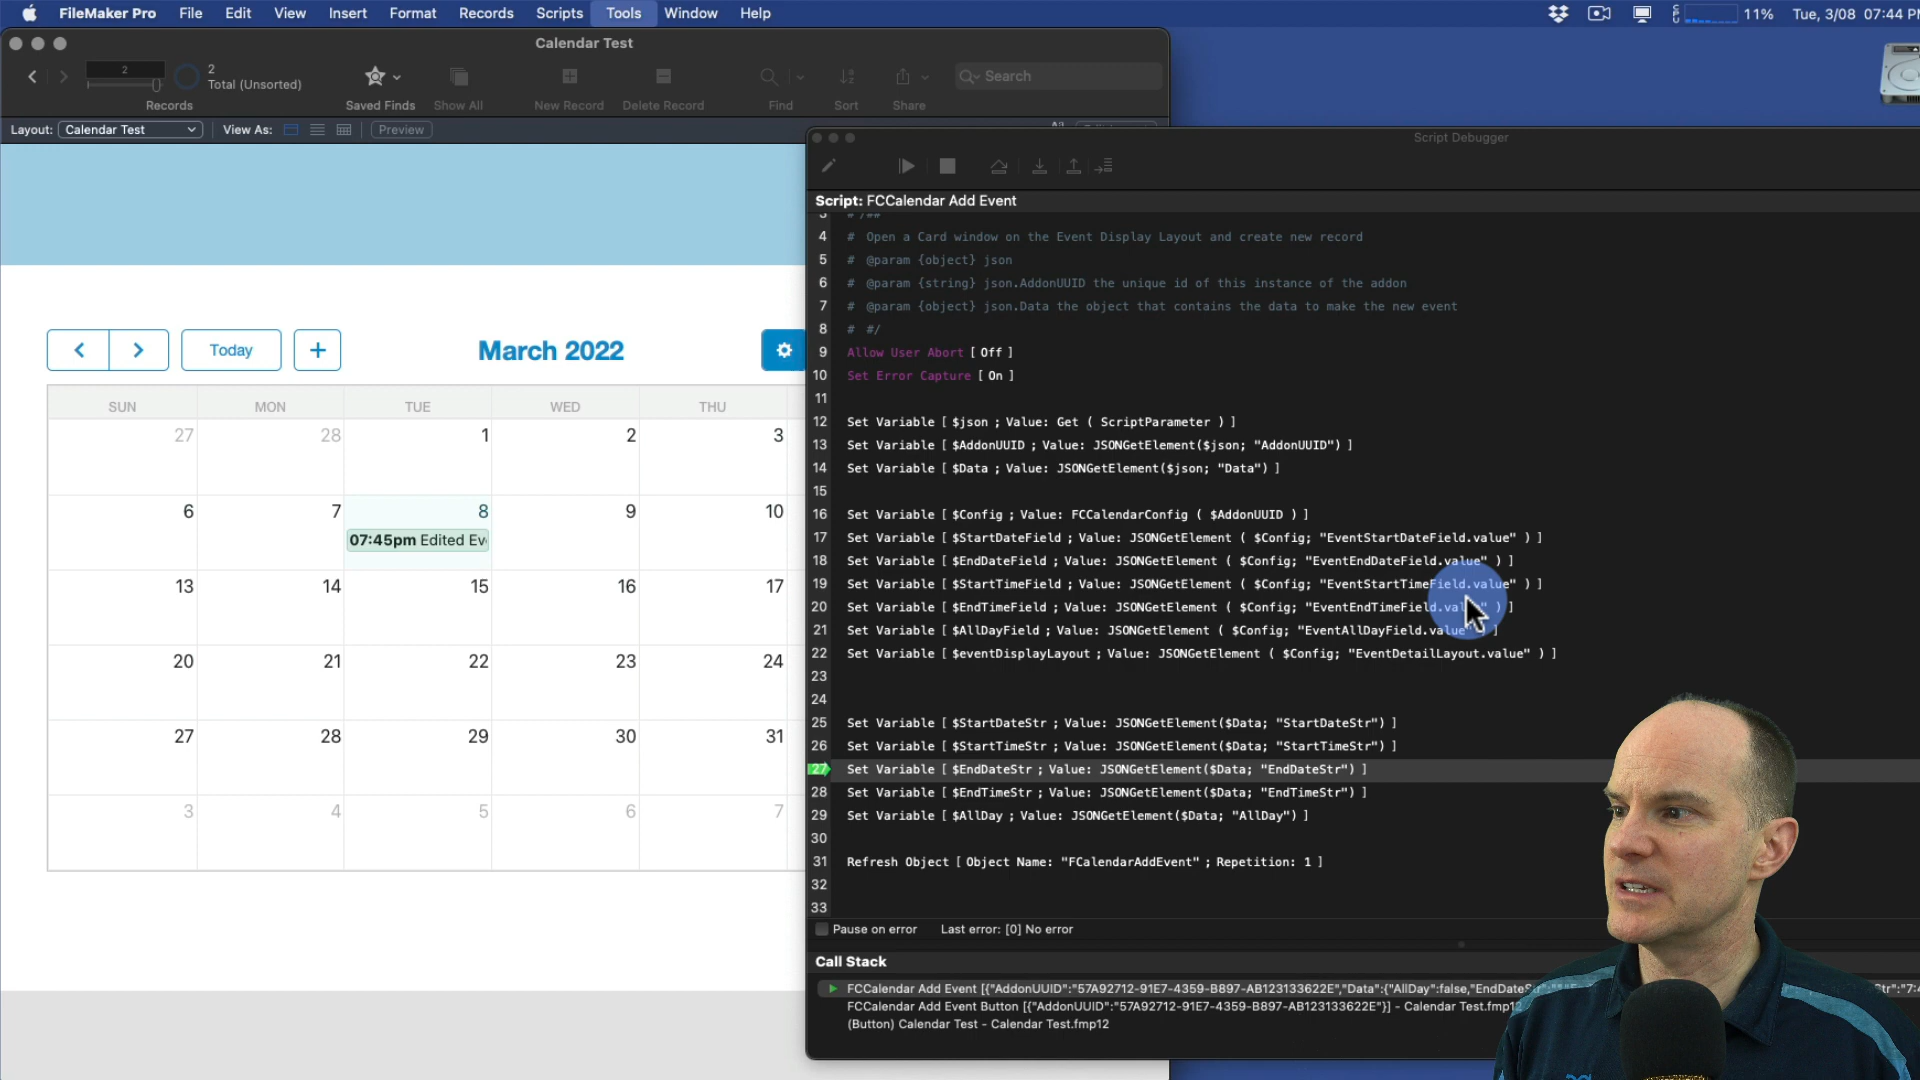 FileMaker Pro File Edit View Insert Format Records Scripts Tools Window Help
11% Tue, 3/08 07:44 PM
Calendar Test
2
2
Total (Unsorted)
Records
Saved Finds
Show All
New Record
Delete Record
Find
Sort
Share
Search
Layout: Calendar Test View As: Preview
March 2022
Today
SUN MON TUE WED THU
27 28 1 2 3
6 7 8 9 10
07:45pm Edited Ev
13 14 15 16 17
20 21 22 23 24
27 28 29 30 31
3 4 5 6 7
Script Debugger
Script: FCCalendar Add Event
3 # /##
4 # Open a Card window on the Event Display Layout and create new record
5 # @param {object} json
6 # @param {string} json.AddonUUID the unique id of this instance of the addon
7 # @param {object} json.Data the object that contains the data to make the new event
8 # #/
9 Allow User Abort [ Off ]
10 Set Error Capture [ On ]
11
12 Set Variable [ $json ; Value: Get ( ScriptParameter ) ]
13 Set Variable [ $AddonUUID ; Value: JSONGetElement($json; "AddonUUID") ]
14 Set Variable [ $Data ; Value: JSONGetElement($json; "Data") ]
15
16 Set Variable [ $Config ; Value: FCCalendarConfig ( $AddonUUID ) ]
17 Set Variable [ $StartDateField ; Value: JSONGetElement ( $Config; "EventStartDateField.value" ) ]
18 Set Variable [ $EndDateField ; Value: JSONGetElement ( $Config; "EventEndDateField.value" ) ]
19 Set Variable [ $StartTimeField ; Value: JSONGetElement ( $Config; "EventStartTimeField.value" ) ]
20 Set Variable [ $EndTimeField ; Value: JSONGetElement ( $Config; "EventEndTimeField.val " ) ]
21 Set Variable [ $AllDayField ; Value: JSONGetElement ( $Config; "EventAllDayField.value" ) ]
22 Set Variable [ $eventDisplayLayout ; Value: JSONGetElement ( $Config; "EventDetailLayout.value" ) ]
23
24
25 Set Variable [ $StartDateStr ; Value: JSONGetElement($Data; "StartDateStr") ]
26 Set Variable [ $StartTimeStr ; Value: JSONGetElement($Data; "StartTimeStr") ]
27 Set Variable [ $EndDateStr ; Value: JSONGetElement($Data; "EndDateStr") ]
28 Set Variable [ $EndTimeStr ; Value: JSONGetElement($Data; "EndTimeStr") ]
29 Set Variable [ $AllDay ; Value: JSONGetElement($Data; "AllDay") ]
30
31 Refresh Object [ Object Name: "FCalendarAddEvent" ; Repetition: 1 ]
32
33
Pause on error Last error: [0] No error
Call Stack
FCCalendar Add Event [{"AddonUUID":"57A92712-91E7-4359-B897-AB123133622E","Data":{"AllDay":false,"EndDateStr":
FCCalendar Add Event Button [{"AddonUUID":"57A92712-91E7-4359-B897-AB123133622E"}] - Calendar Test.fmp12
(Button) Calendar Test - Calendar Test.fmp12